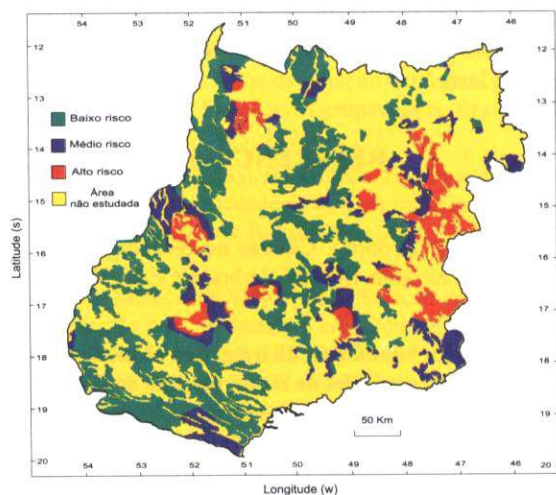 54 53 52 51 50 49 48 47 46
12 12
13 13
14 14
15 15
16 16
17 17
18 18
19 19
20 20
Baixo risco
Médio risco
Alto risco
Área
não estudada
Latitude (s)
50 Km
54 53 52 51 50 49 48 47 46
Longitude (w)